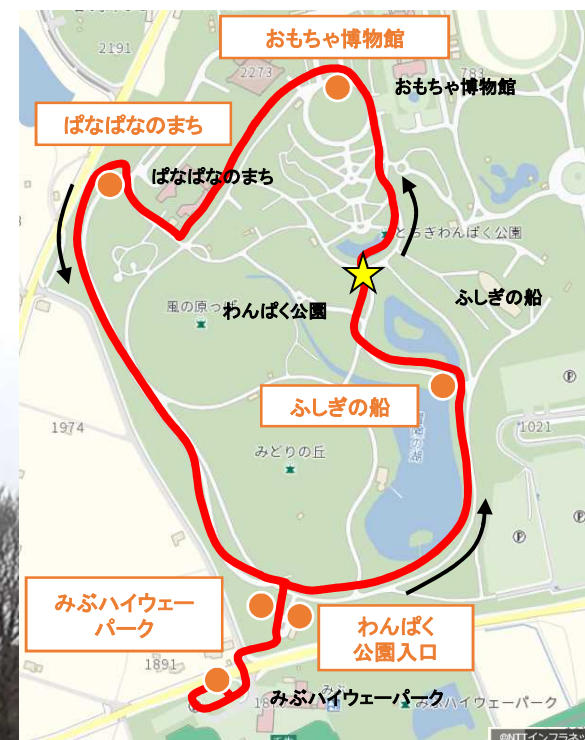 おもちゃ博物館
2191
2273
783
おもちゃ博物館
ぱなぱなのまち
ぱなぱなのまち
とちぎわんぱく公園
ふしぎの船
風の原っぱ
わんぱく公園
ふしぎの船
1974
1021
みどりの丘
みぶハイウェー
パーク
わんぱく
公園入口
1891
みぶハイウェーパーク
みぶハイウェーパーク